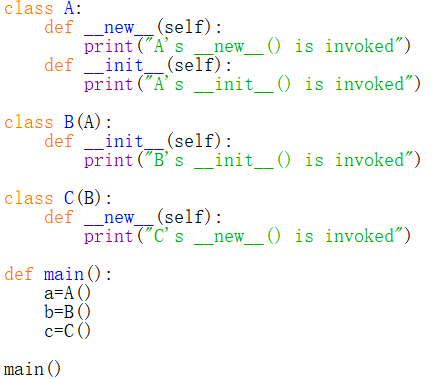 class A:
    def __new__(self):
        print("A's __new__() is invoked")
    def __init__(self):
        print("A's __init__() is invoked")

class B(A):
    def __init__(self):
        print("B's __init__() is invoked")

class C(B):
    def __new__(self):
        print("C's __new__() is invoked")

def main():
    a=A()
    b=B()
    c=C()

main()